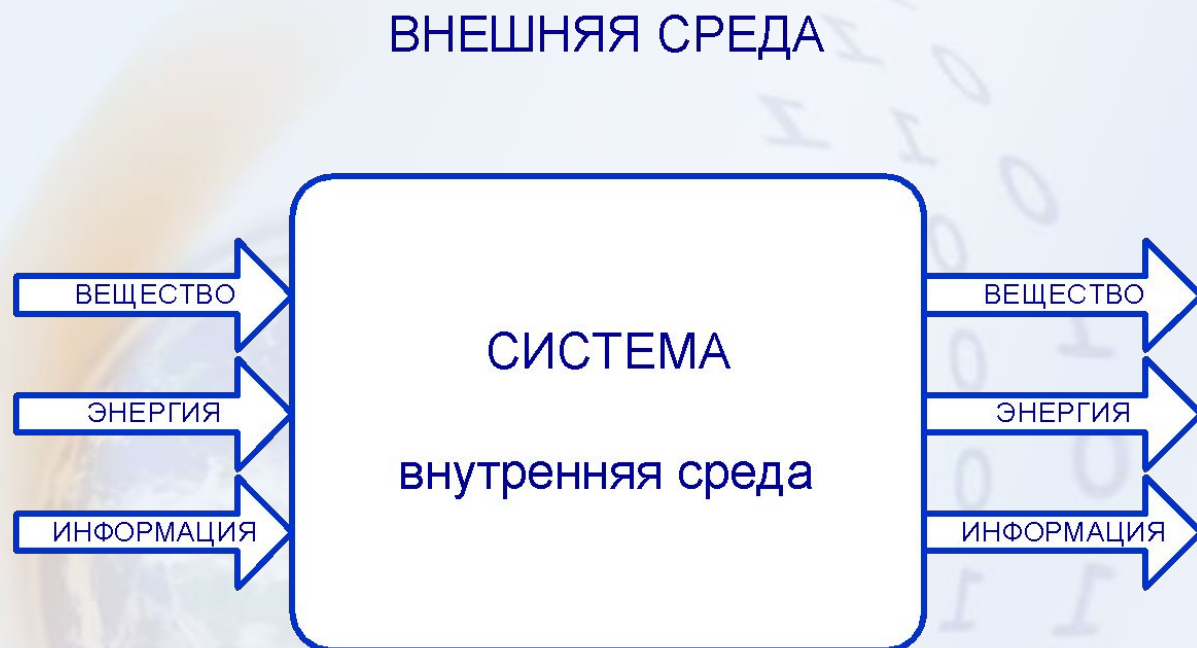 ВНЕШНЯЯ СРЕДА
ВЕЩЕСТВО
ЭНЕРГИЯ
ИНФОРМАЦИЯ
СИСТЕМА
внутренняя среда
ВЕЩЕСТВО
ЭНЕРГИЯ
ИНФОРМАЦИЯ